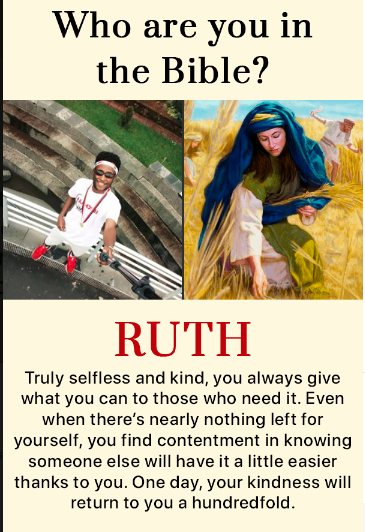 Who are you in
the Bible?
RUTH
Truly selfless and kind, you always give
what you can to those who need it. Even
when there's nearly nothing left for
yourself, you find contentment in knowing
someone else will have it a little easier
thanks to you. One day, your kindness will
return to you a hundredfold.